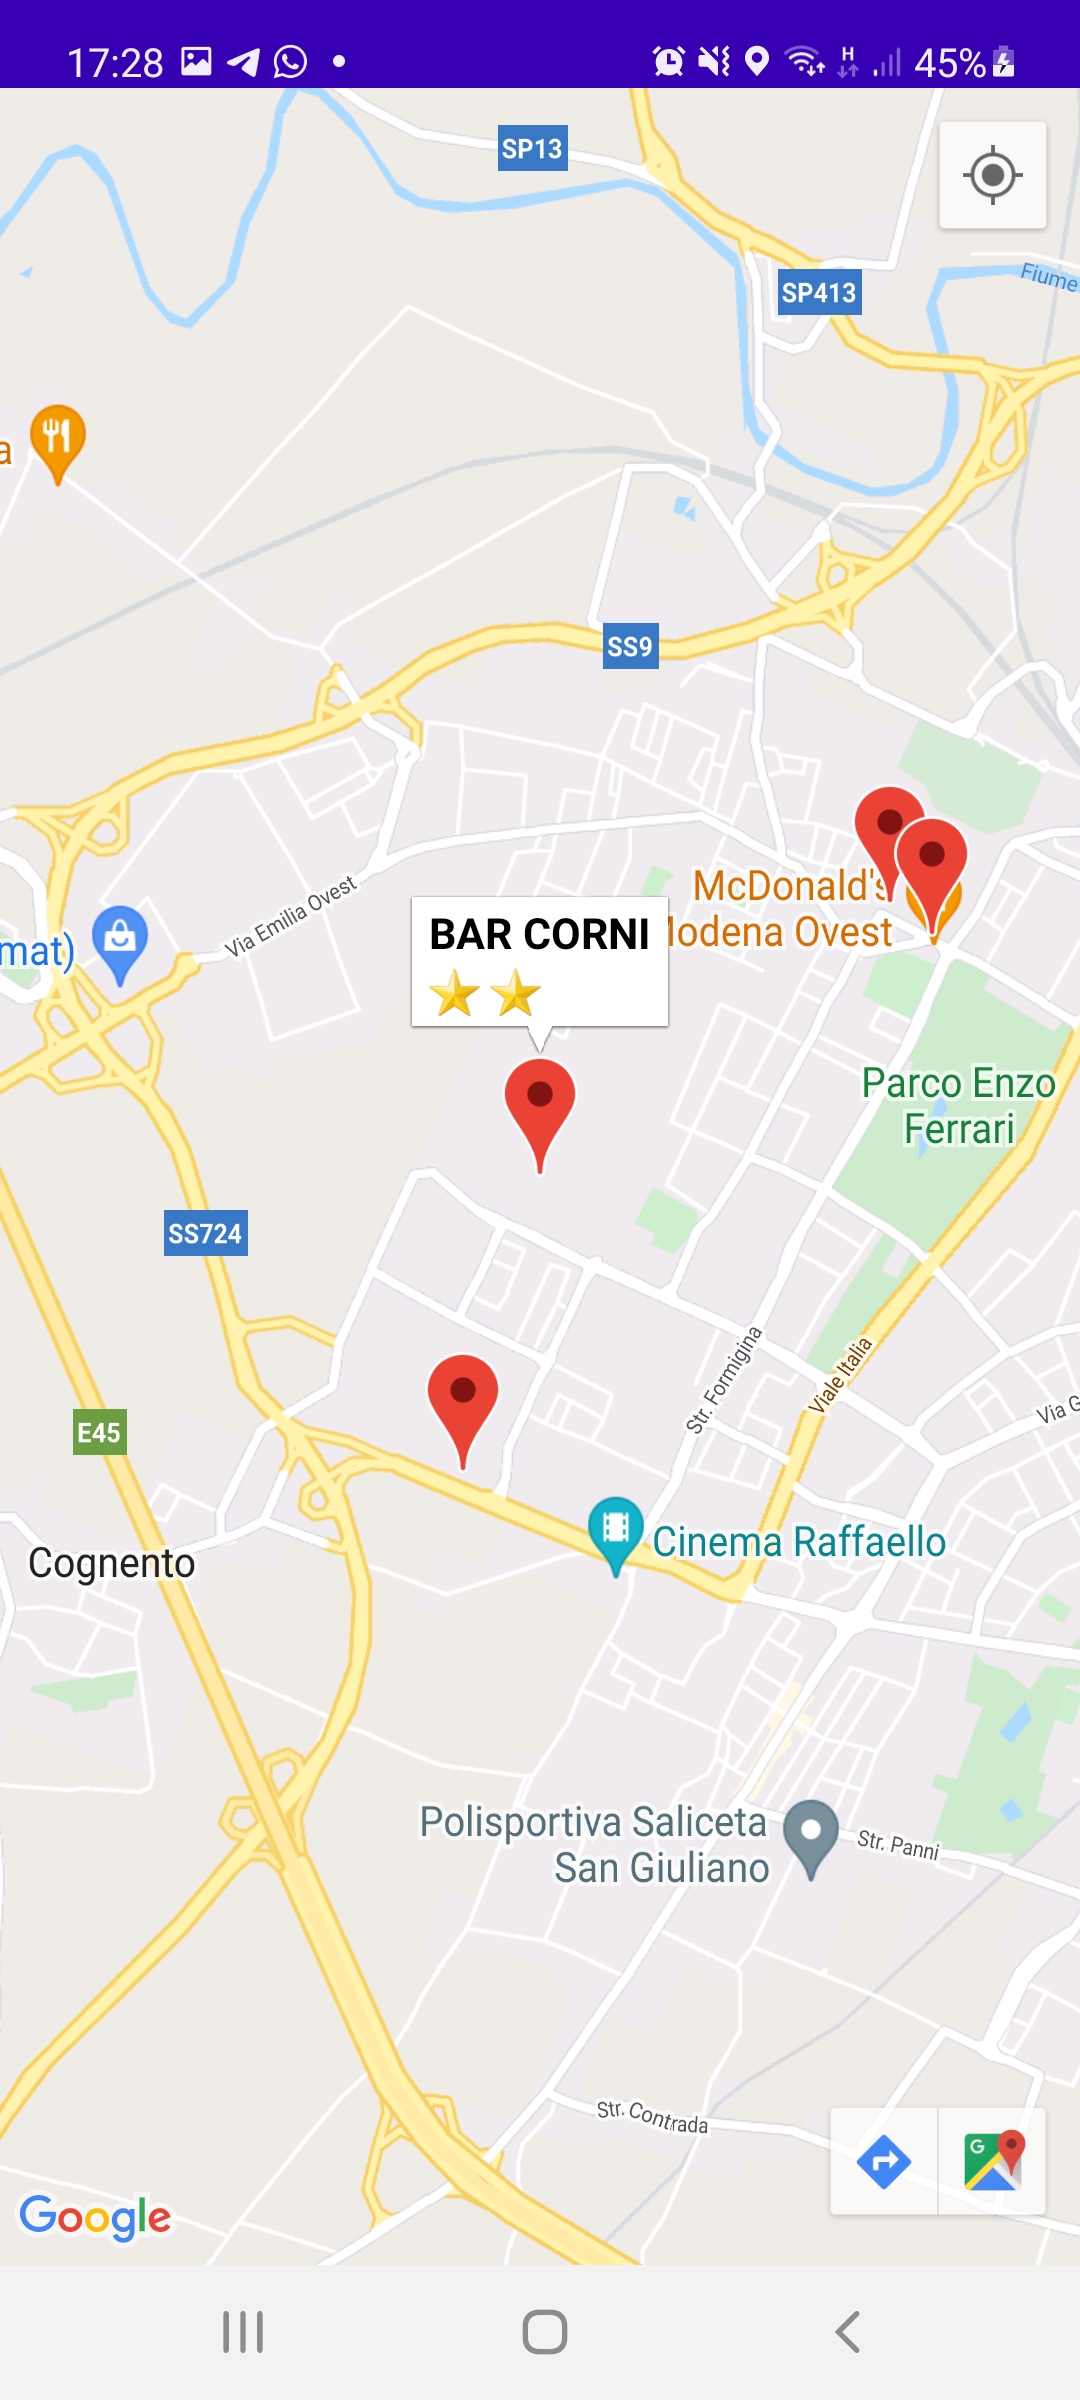 17:28
H
45%
SP13
SP413
Fiume
a
SS9
Via Emilia Ovest
McDonald's
Modena Ovest
mat)
BAR CORNI
Parco Enzo
Ferrari
SS724
Str. Formigina
Viale Italia
Via G
E45
Cinema Raffaello
Cognento
Polisportiva Saliceta
San Giuliano
Str. Panni
Str. Contrada
G
Google